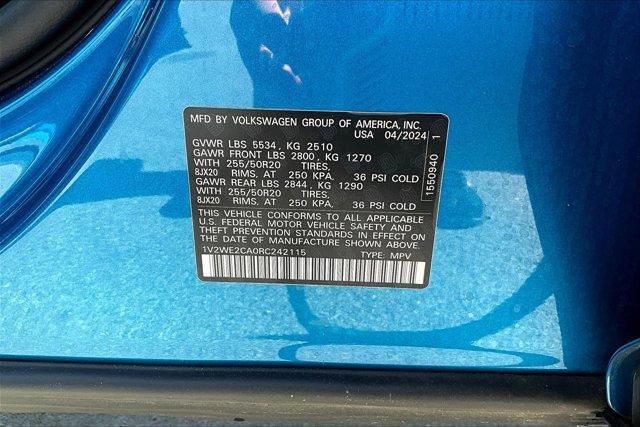 MFD BY VOLKSWAGEN GROUP OF AMERICA, INC.
USA 04/2024
GVWR LBS 5534, KG 2510
GAWR FRONT LBS 2800 , KG 1270
WITH 255/50R20 TIRES,
8JX20 RIMS, AT 250 KPA, 36 PSI COLD
GAWR REAR LBS 2844 , KG 1290
WITH 255/50R20 TIRES,
8JX20 RIMS, AT 250 KPA, 36 PSI COLD
THIS VEHICLE CONFORMS TO ALL APPLICABLE
U.S. FEDERAL MOTOR VEHICLE SAFETY AND
THEFT PREVENTION STANDARDS IN EFFECT ON
THE DATE OF MANUFACTURE SHOWN ABOVE.
1V2WE2CA0RC242115 TYPE: MPV
1550940 1